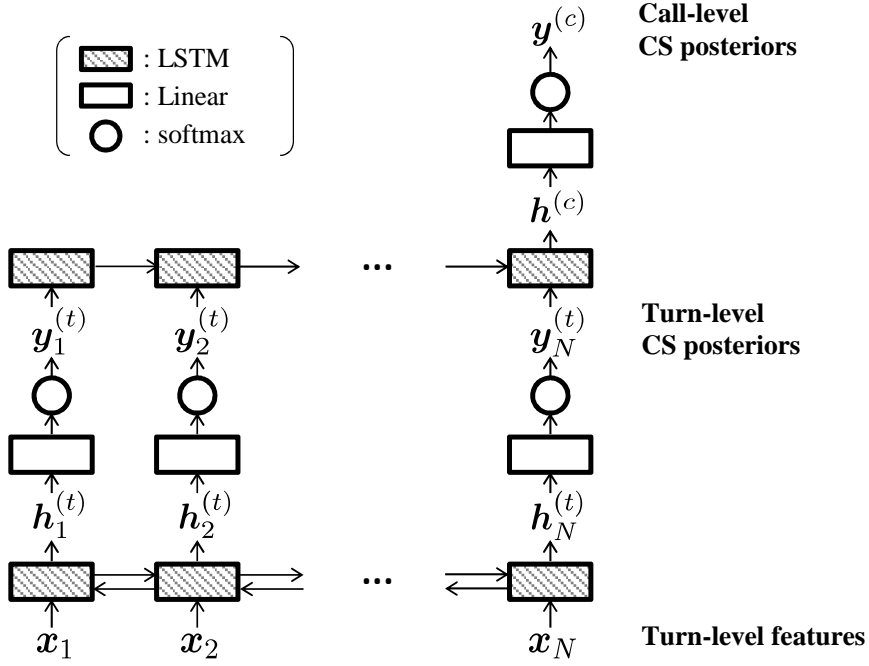 Call-level
CS posteriors
y^{(c)}
: LSTM
: Linear
: softmax
h^{(c)}
...
Turn-level
CS posteriors
y_1^{(t)} y_2^{(t)} y_N^{(t)}
h_1^{(t)} h_2^{(t)} h_N^{(t)}
...
x_1 x_2 x_N
Turn-level features